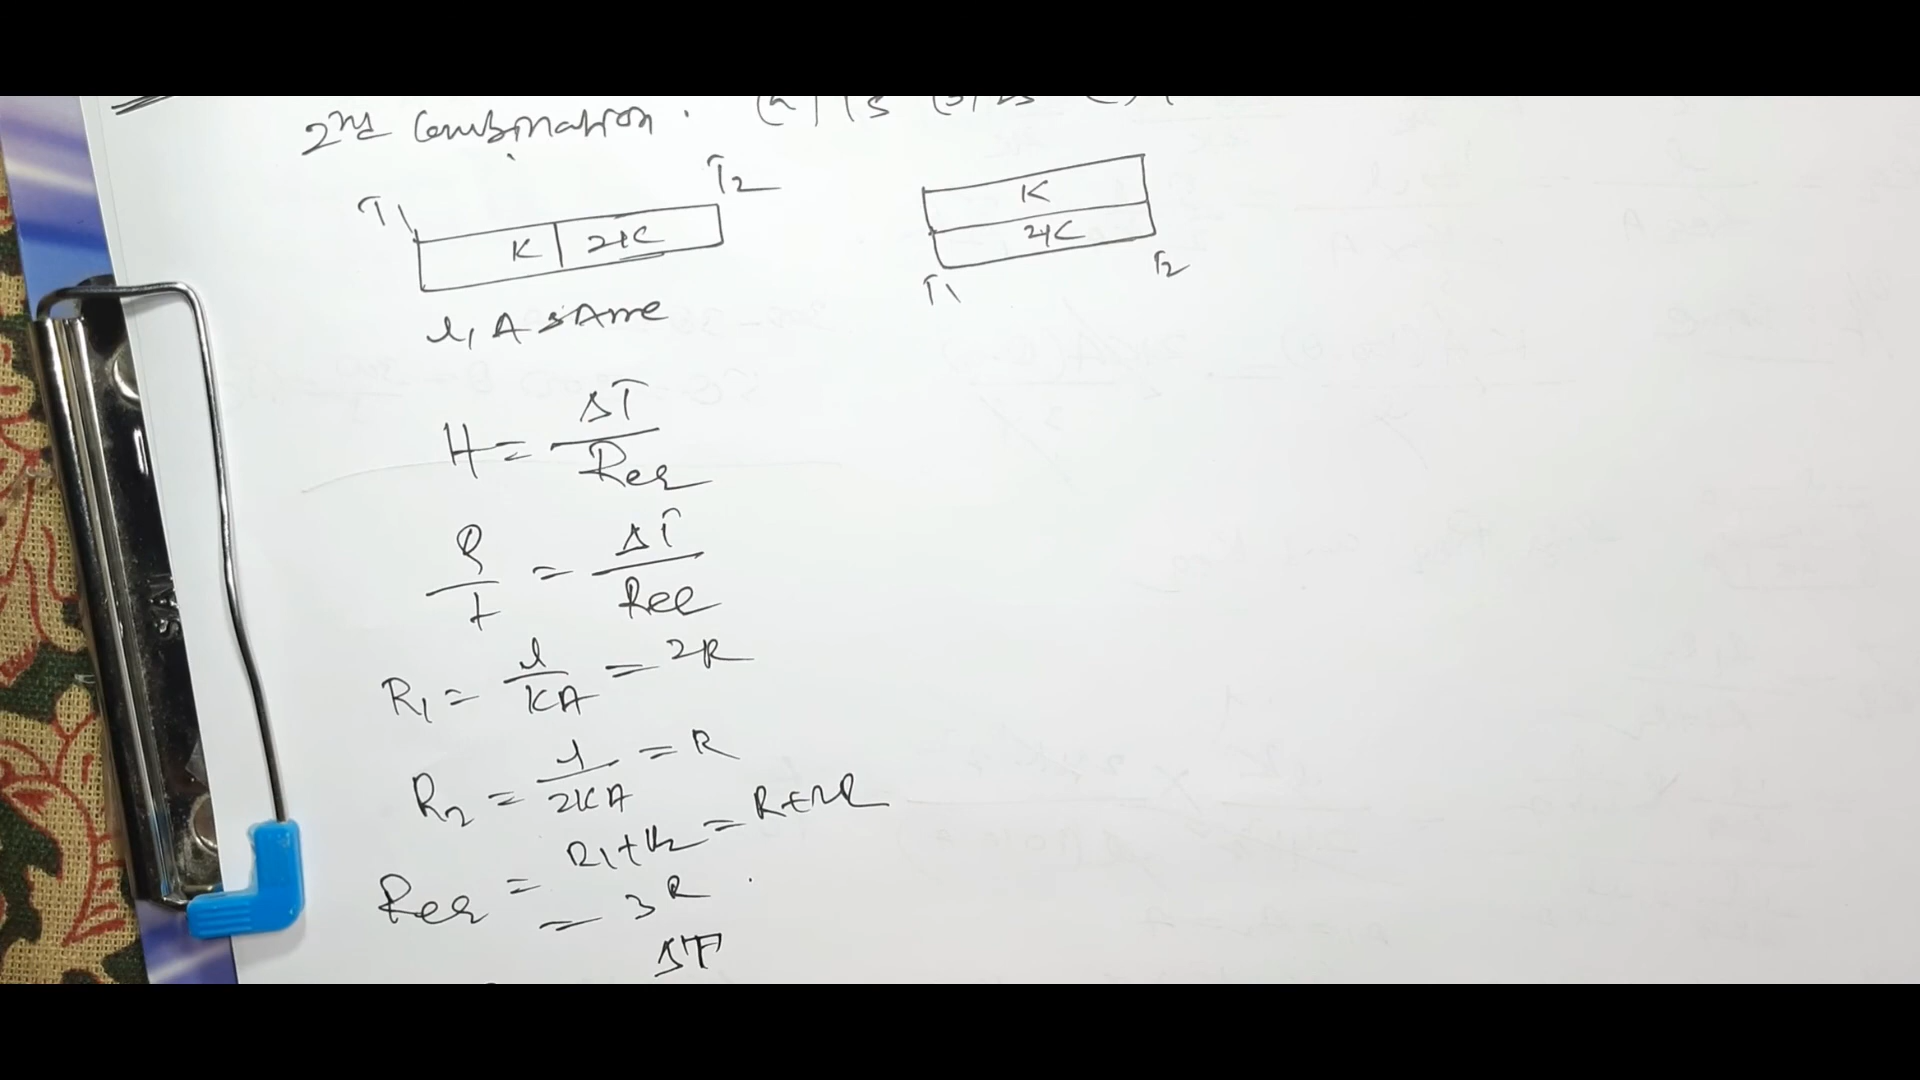 2nd Combination.
T1 T2
K 2K
l, A sAme
K
2K
T1 T2
H = ΔT / Req
Q / t = ΔT / Req
R1 = l / KA = 2R
R2 = l / 2KA = R
Req = R1 + R2 = R + 2R
= 3R
ΔT